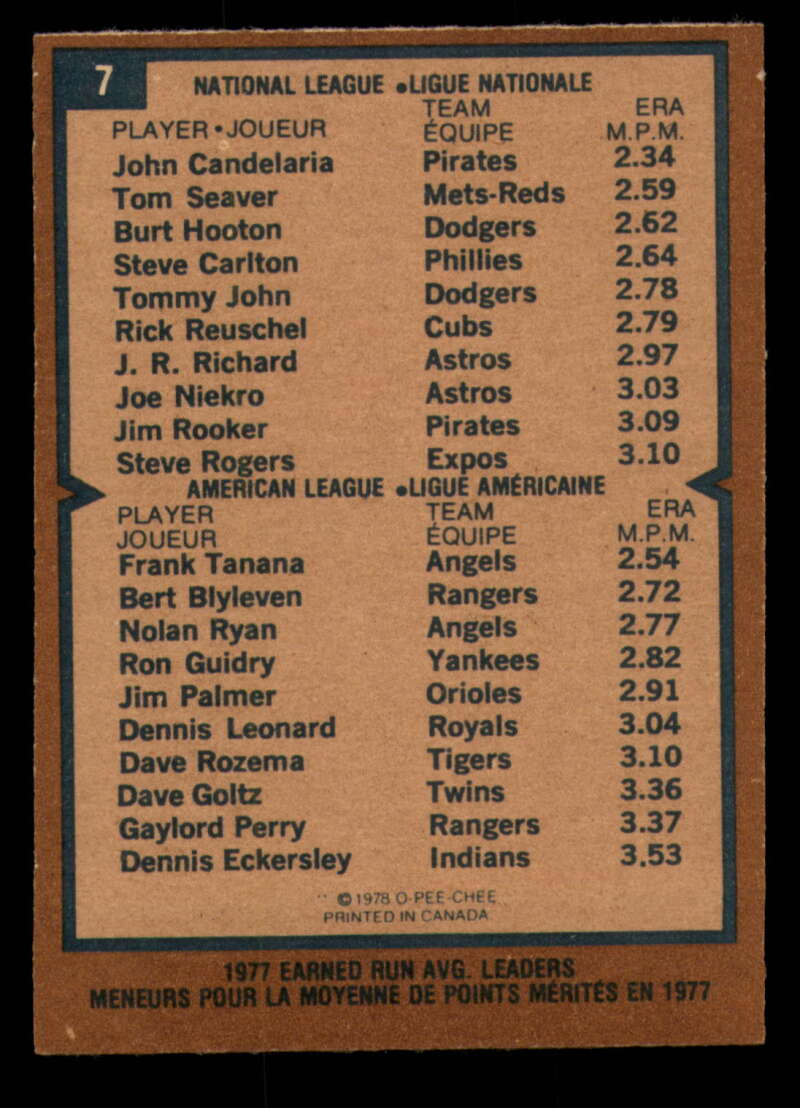 7
NATIONAL LEAGUE •LIGUE NATIONALE
PLAYER•JOUEUR TEAM ÉQUIPE ERA M.P.M.
John Candelaria Pirates 2.34
Tom Seaver Mets-Reds 2.59
Burt Hooton Dodgers 2.62
Steve Carlton Phillies 2.64
Tommy John Dodgers 2.78
Rick Reuschel Cubs 2.79
J. R. Richard Astros 2.97
Joe Niekro Astros 3.03
Jim Rooker Pirates 3.09
Steve Rogers Expos 3.10
AMERICAN LEAGUE •LIGUE AMÉRICAINE
PLAYER TEAM ERA
JOUEUR ÉQUIPE M.P.M.
Frank Tanana Angels 2.54
Bert Blyleven Rangers 2.72
Nolan Ryan Angels 2.77
Ron Guidry Yankees 2.82
Jim Palmer Orioles 2.91
Dennis Leonard Royals 3.04
Dave Rozema Tigers 3.10
Dave Goltz Twins 3.36
Gaylord Perry Rangers 3.37
Dennis Eckersley Indians 3.53
© 1978 O-PEE-CHEE
PRINTED IN CANADA
1977 EARNED RUN AVG. LEADERS
MENEURS POUR LA MOYENNE DE POINTS MÉRITÉS EN 1977